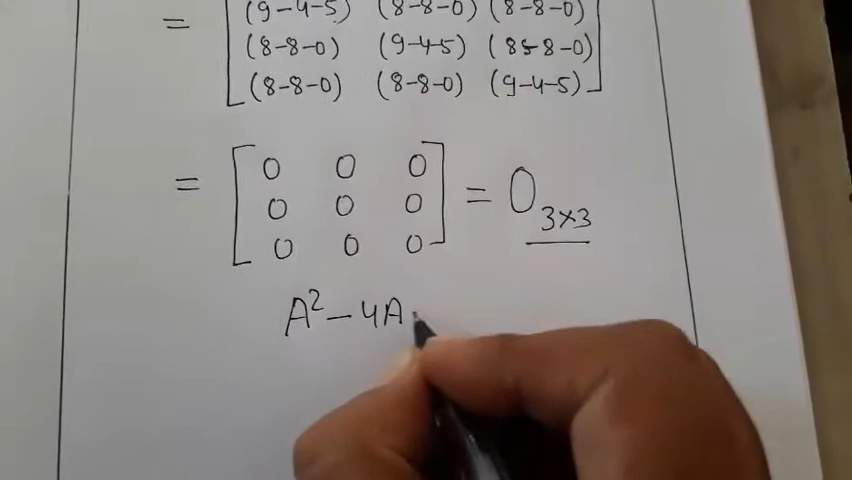 = [(9-4-5) (8-8-0) (8-8-0)
(8-8-0) (9-4-5) (8-8-0)
(8-8-0) (8-8-0) (9-4-5)]
= [0 0 0
0 0 0 = O3×3
0 0 0]
A² - 4A